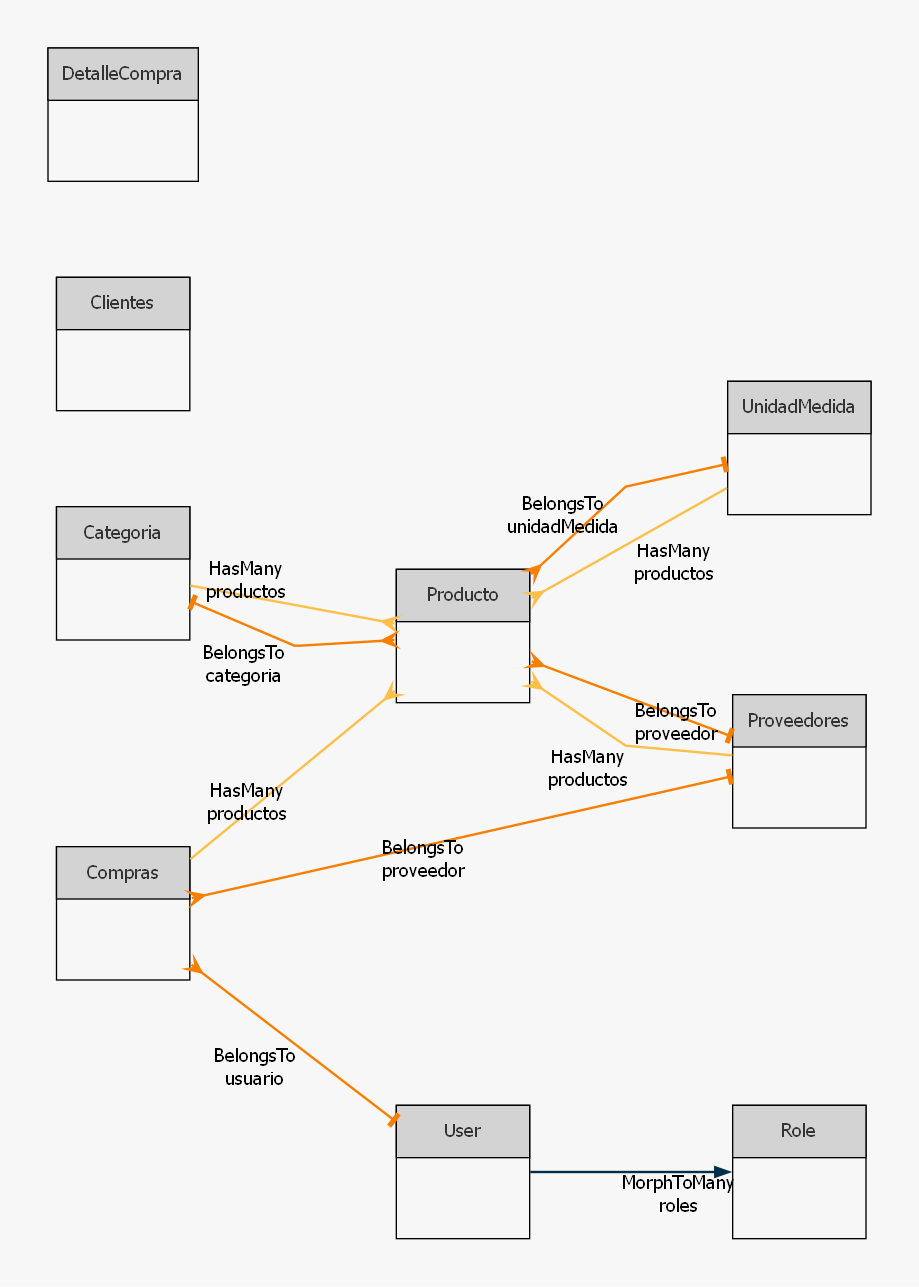 DetalleCompra
Clientes
UnidadMedida
BelongsTo
unidadMedida
Categoria
HasMany
productos
HasMany
productos
Producto
BelongsTo
categoria
BelongsTo
proveedor
Proveedores
HasMany
productos
HasMany
productos
BelongsTo
proveedor
Compras
BelongsTo
usuario
User
Role
MorphToMany
roles